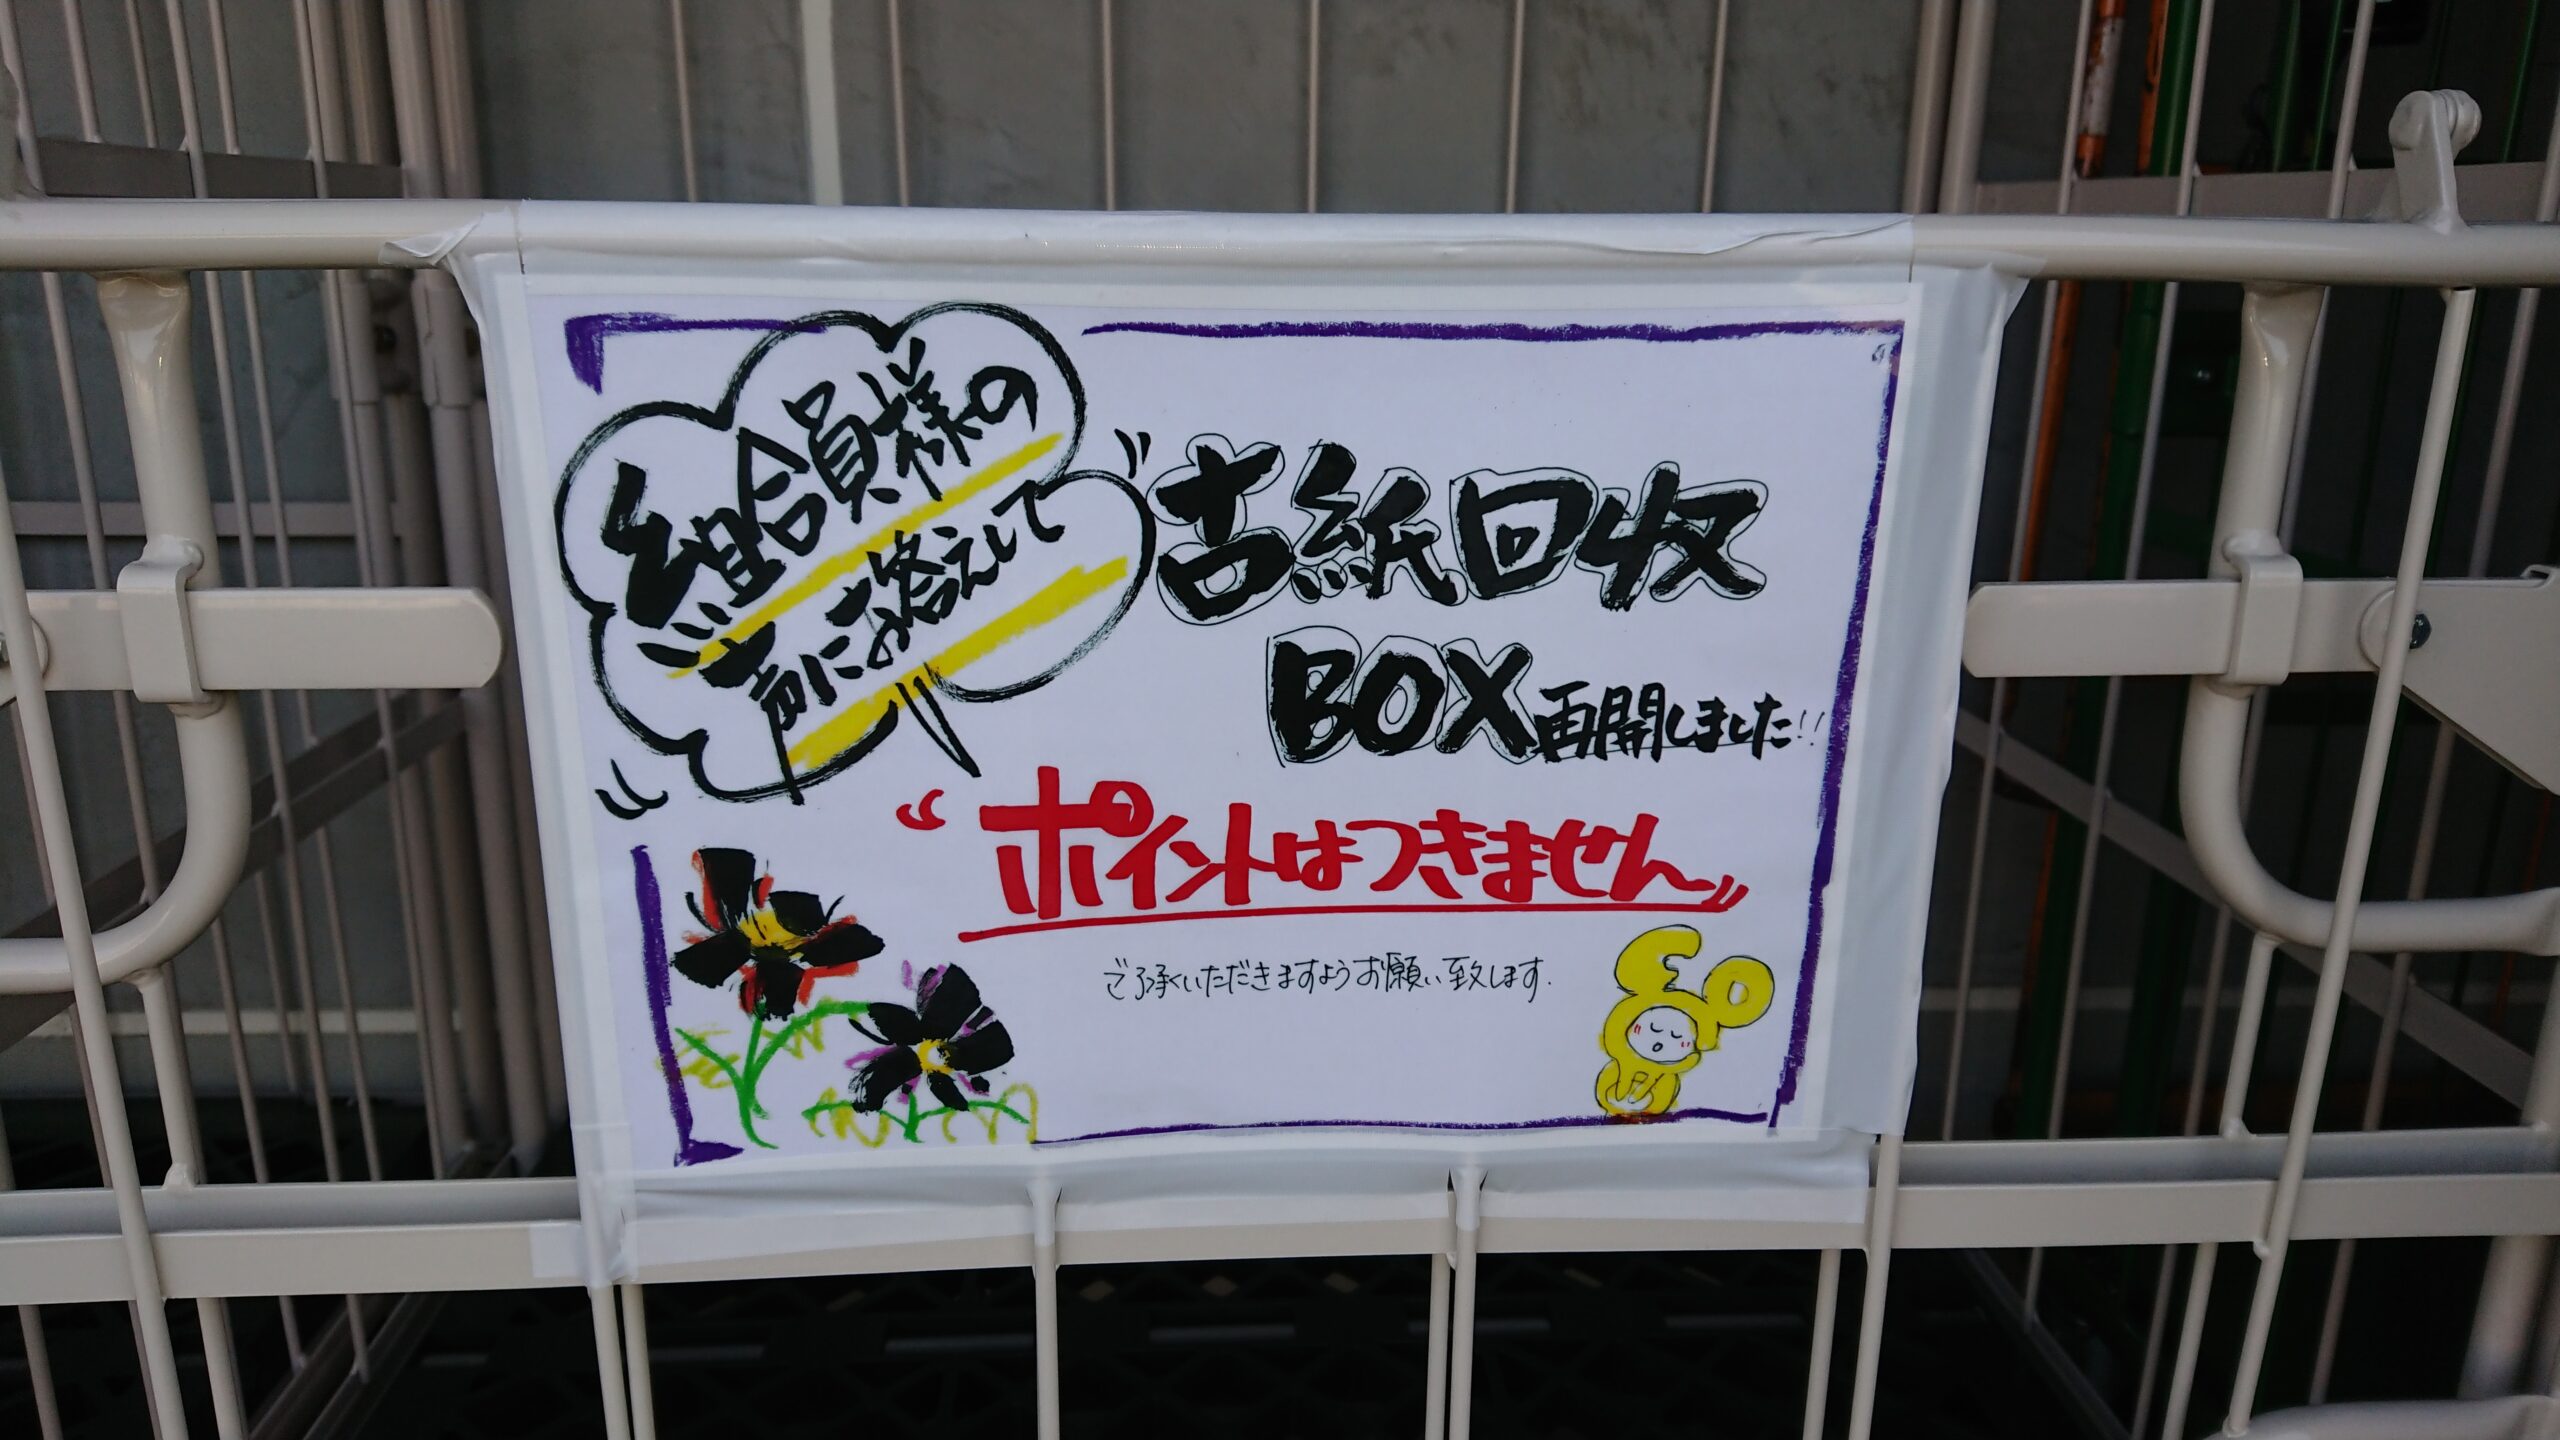 組合員様の
声にお答えして
古紙回収
BOX再開しました!!
“ポイントはつきません”
ご了承いただきますようお願い致します.